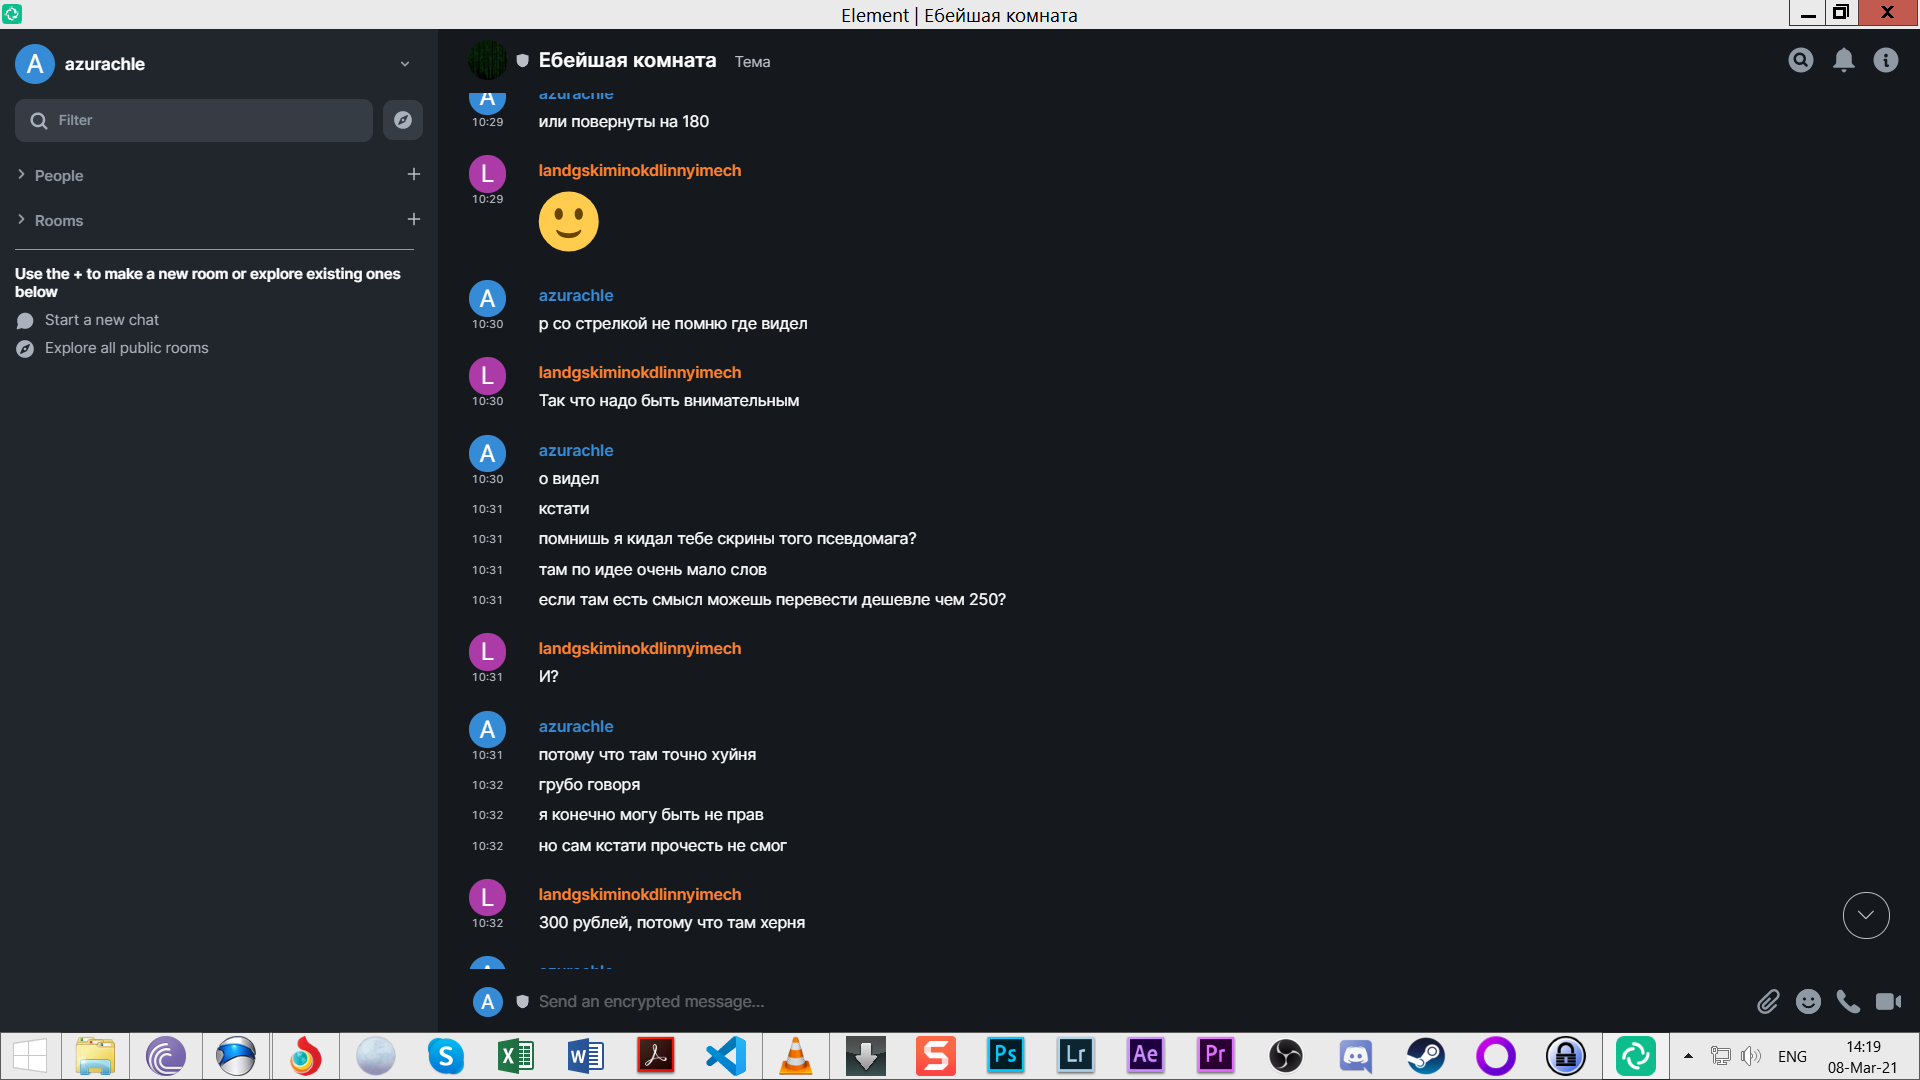 Element | Ебейшая комната
A azurachle
Filter
People
Rooms
Use the + to make a new room or explore existing ones
below
Start a new chat
Explore all public rooms
Ебейшая комната Тема
A azurachle
10:29 или повернуты на 180
L landgskiminokdlinnyimech
10:29
A azurachle
10:30 р со стрелкой не помню где видел
L landgskiminokdlinnyimech
10:30 Так что надо быть внимательным
A azurachle
10:30 о видел
10:31 кстати
10:31 помнишь я кидал тебе скрины того псевдомага?
10:31 там по идее очень мало слов
10:31 если там есть смысл можешь перевести дешевле чем 250?
L landgskiminokdlinnyimech
10:31 И?
A azurachle
10:31 потому что там точно хуйня
10:32 грубо говоря
10:32 я конечно могу быть не прав
10:32 но сам кстати прочесть не смог
L landgskiminokdlinnyimech
10:32 300 рублей, потому что там херня
A azurachle
A Send an encrypted message...
Ps Lr Ae Pr
ENG
14:19
08-Mar-21